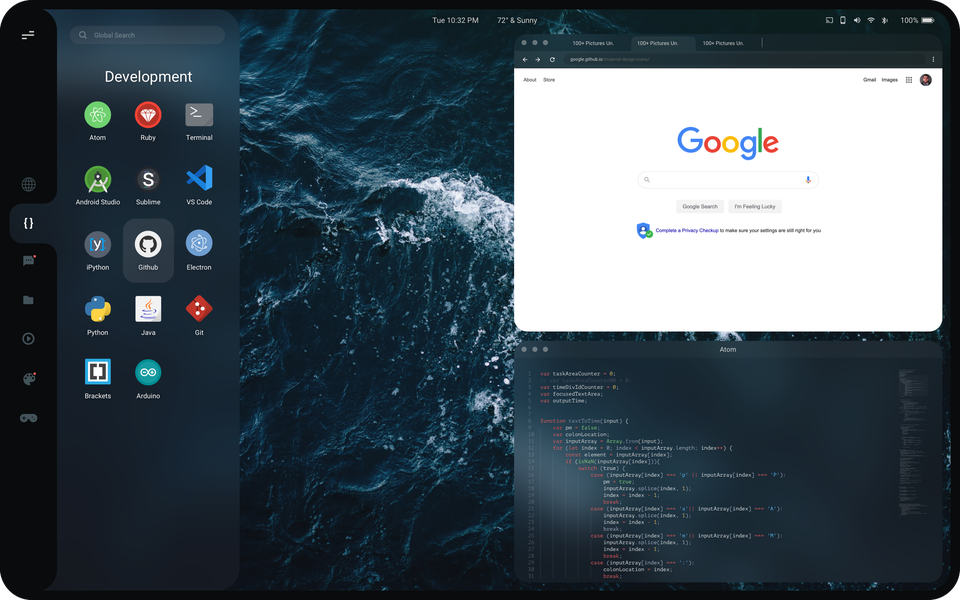 Tue 10:32 PM
72° & Sunny
100%
Global Search
Development
Atom
Ruby
Terminal
Android Studio
S
Sublime
VS Code
{}
[y]
iPython
Github
Electron
Python
Java
Git
Brackets
Arduino
100+ Pictures Un.
100+ Pictures Un.
100+ Pictures Un.
About
Store
Gmail
Images
Google
Google Search
I'm Feeling Lucky
Complete a Privacy Checkup to make sure your settings are still right for you
Atom
var taskAreaCounter = 0;
var timeDivIdCounter = 0;
var focusedTextArea;
var outputTime;
function textToTime(input) {
var pm = false;
var colonLocation;
var inputArray = Array.from(input);
for (let index = 0; index < inputArray.length; index++) {
const element = inputArray[index];
if (isNaN(inputArray[index])){
switch (true) {
case (inputArray[index] === 'p' || inputArray[index] === 'P'):
pm = true;
inputArray.splice(index, 1);
index = index - 1;
break;
case (inputArray[index] === 'a'|| inputArray[index] === 'A'):
inputArray.splice(index, 1);
index = index - 1;
break;
case (inputArray[index] === 'm'|| inputArray[index] === 'M'):
inputArray.splice(index, 1);
index = index - 1;
break;
case (inputArray[index] === ':'):
colonLocation = index;
break;